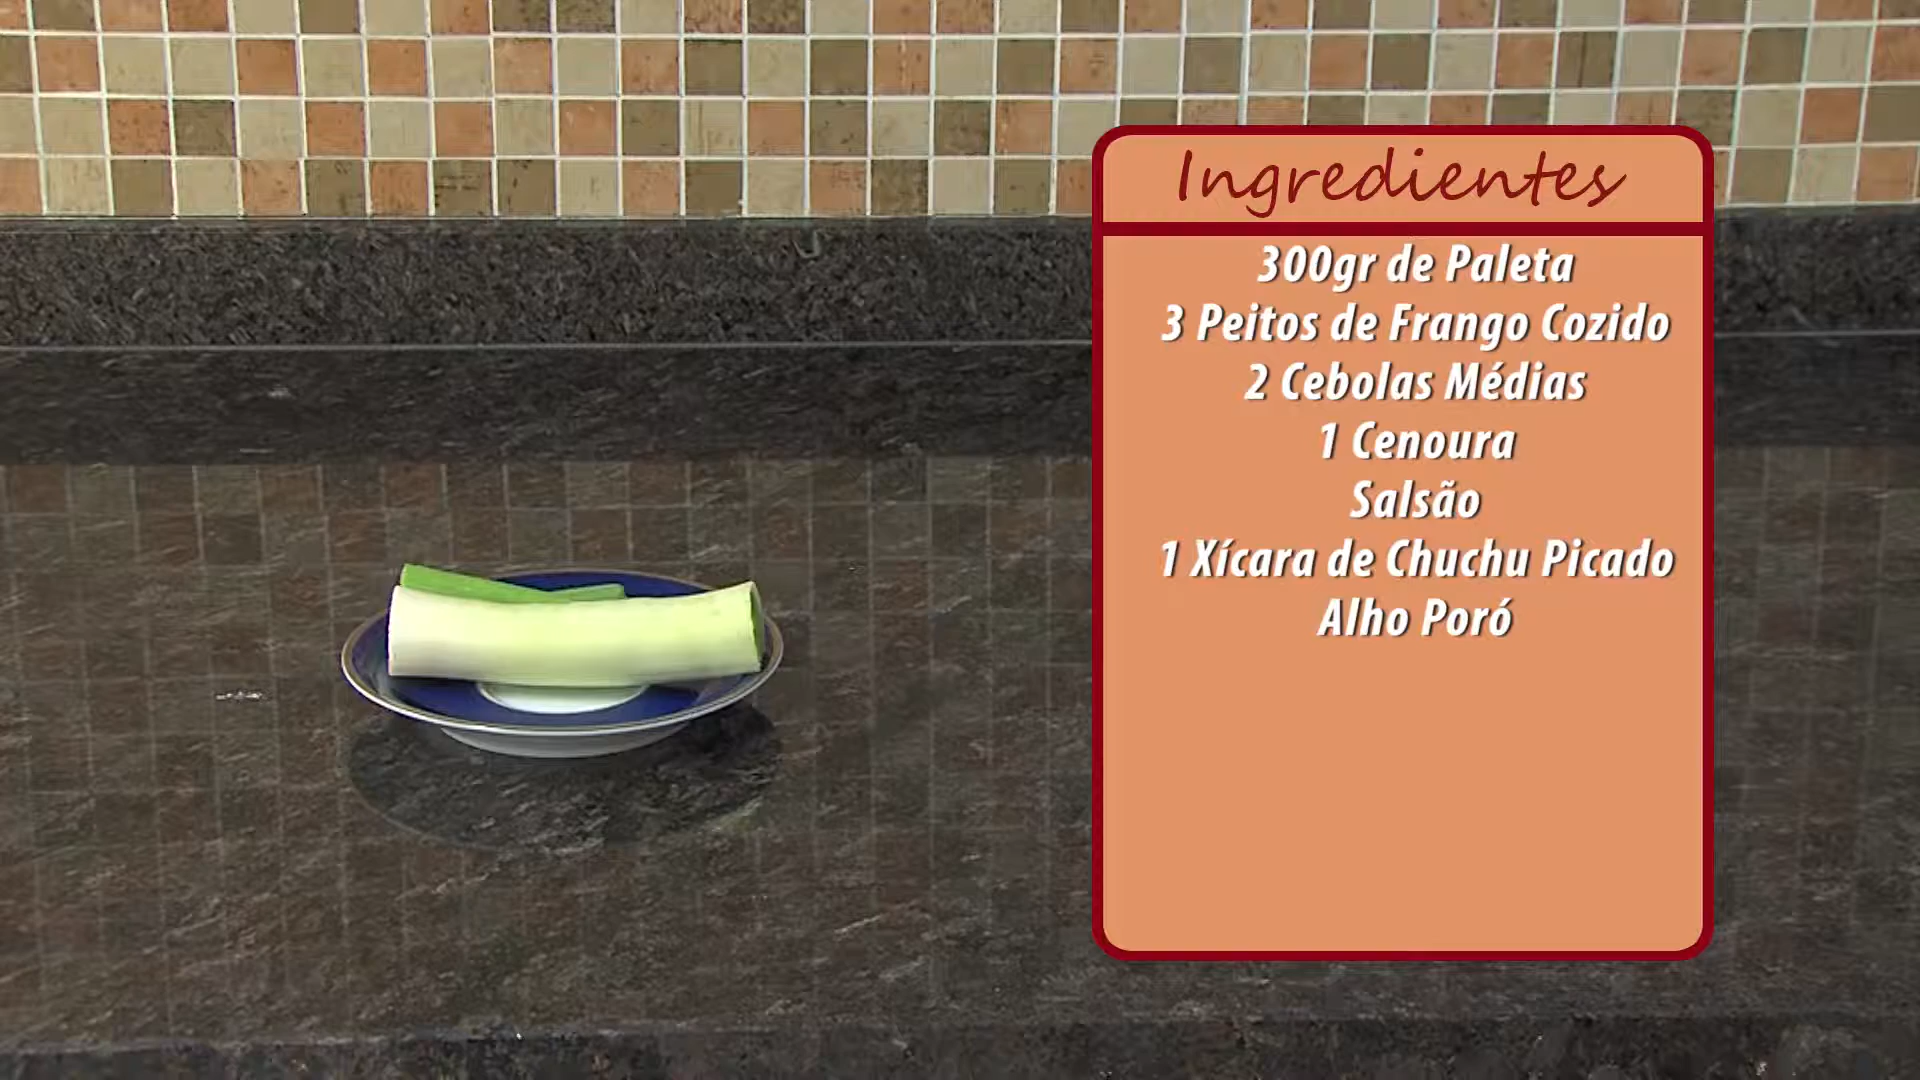 Ingredientes
300gr de Paleta
3 Peitos de Frango Cozido
2 Cebolas Médias
1 Cenoura
Salsão
1 Xícara de Chuchu Picado
Alho Poró